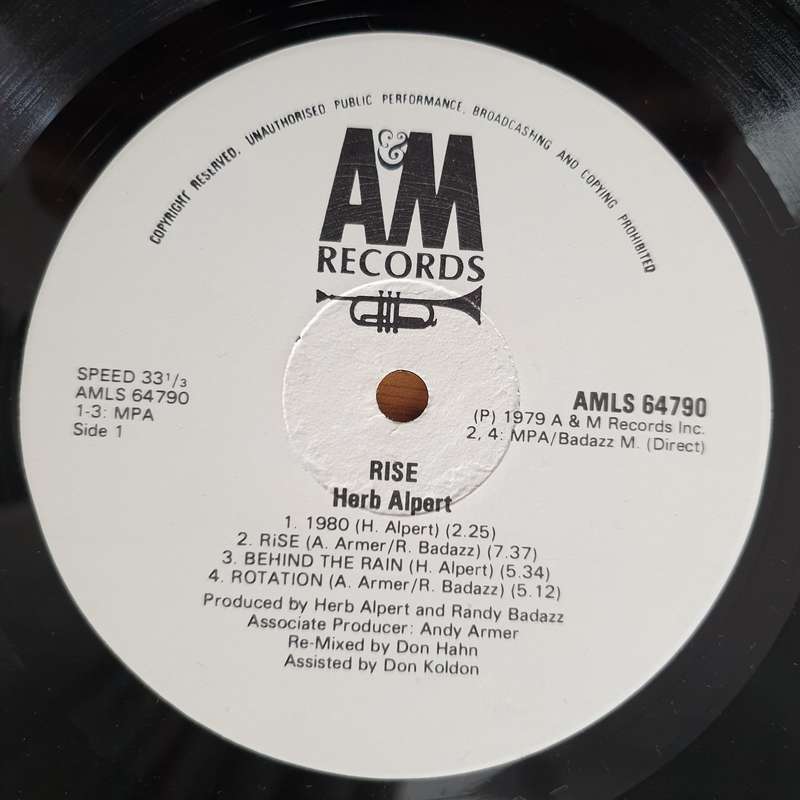 COPYRIGHT RESERVED. UNAUTHORISED PUBLIC PERFORMANCE, BROADCASTING AND COPYING PROHIBITED
A&M
RECORDS
SPEED 33 1/3
AMLS 64790
1-3: MPA
Side 1
AMLS 64790
(P) 1979 A & M Records Inc.
2, 4: MPA/Badazz M. (Direct)
RISE
Herb Alpert
1. 1980 (H. Alpert) (2.25)
2. RiSE (A. Armer/R. Badazz) (7.37)
3. BEHIND THE RAIN (H. Alpert) (5.34)
4. ROTATION (A. Armer/R. Badazz) (5.12)
Produced by Herb Alpert and Randy Badazz
Associate Producer: Andy Armer
Re-Mixed by Don Hahn
Assisted by Don Koldon